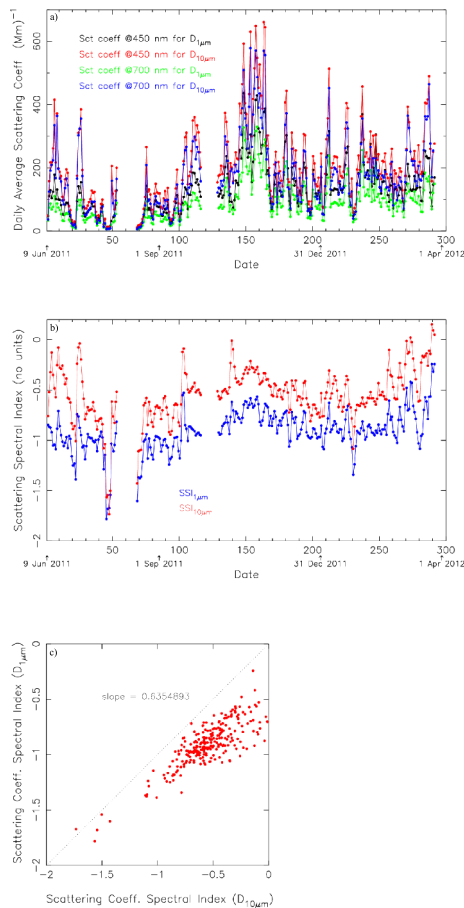 a)
Sct coeff @450 nm for D1μm
Sct coeff @450 nm for D10μm
Sct coeff @700 nm for D1μm
Sct coeff @700 nm for D10μm
Daily Average Scattering Coeff (Mm)−1
600
400
200
0
50
100
150
200
250
300
9 Jun 2011
1 Sep 2011
31 Dec 2011
1 Apr 2012
Date
b)
Scattering Spectral Index (no units)
0
−0.5
−1
−1.5
−2
SSI1μm
SSI10μm
50
100
150
200
250
300
9 Jun 2011
1 Sep 2011
31 Dec 2011
1 Apr 2012
Date
c)
slope = 0.6354893
Scattering Coeff. Spectral Index (D1μm)
0
−0.5
−1
−1.5
−2
−2
−1.5
−1
−0.5
0
Scattering Coeff. Spectral Index (D10μm)